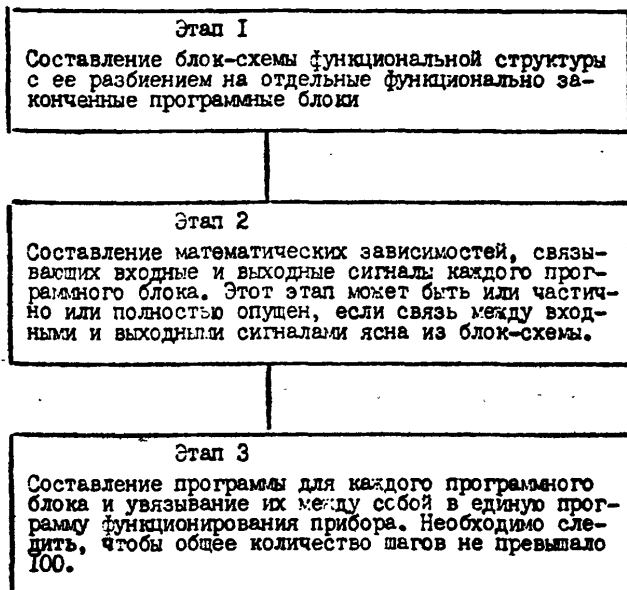 Этап I
Составление блок-схемы функциональной структуры
с ее разбиением на отдельные функционально за-
конченные программные блоки
Этап 2
Составление математических зависимостей, связы-
вающих входные и выходные сигналы каждого прог-
раммного блока. Этот этап может быть или частич-
но или полностью опущен, если связь между вход-
ными и выходными сигналами ясна из блок-схемы.
Этап 3
Составление программы для каждого программного
блока и увязывание их между собой в единую прог-
рамму функционирования прибора. Необходимо сле-
дить, чтобы общее количество шагов не превышало
100.